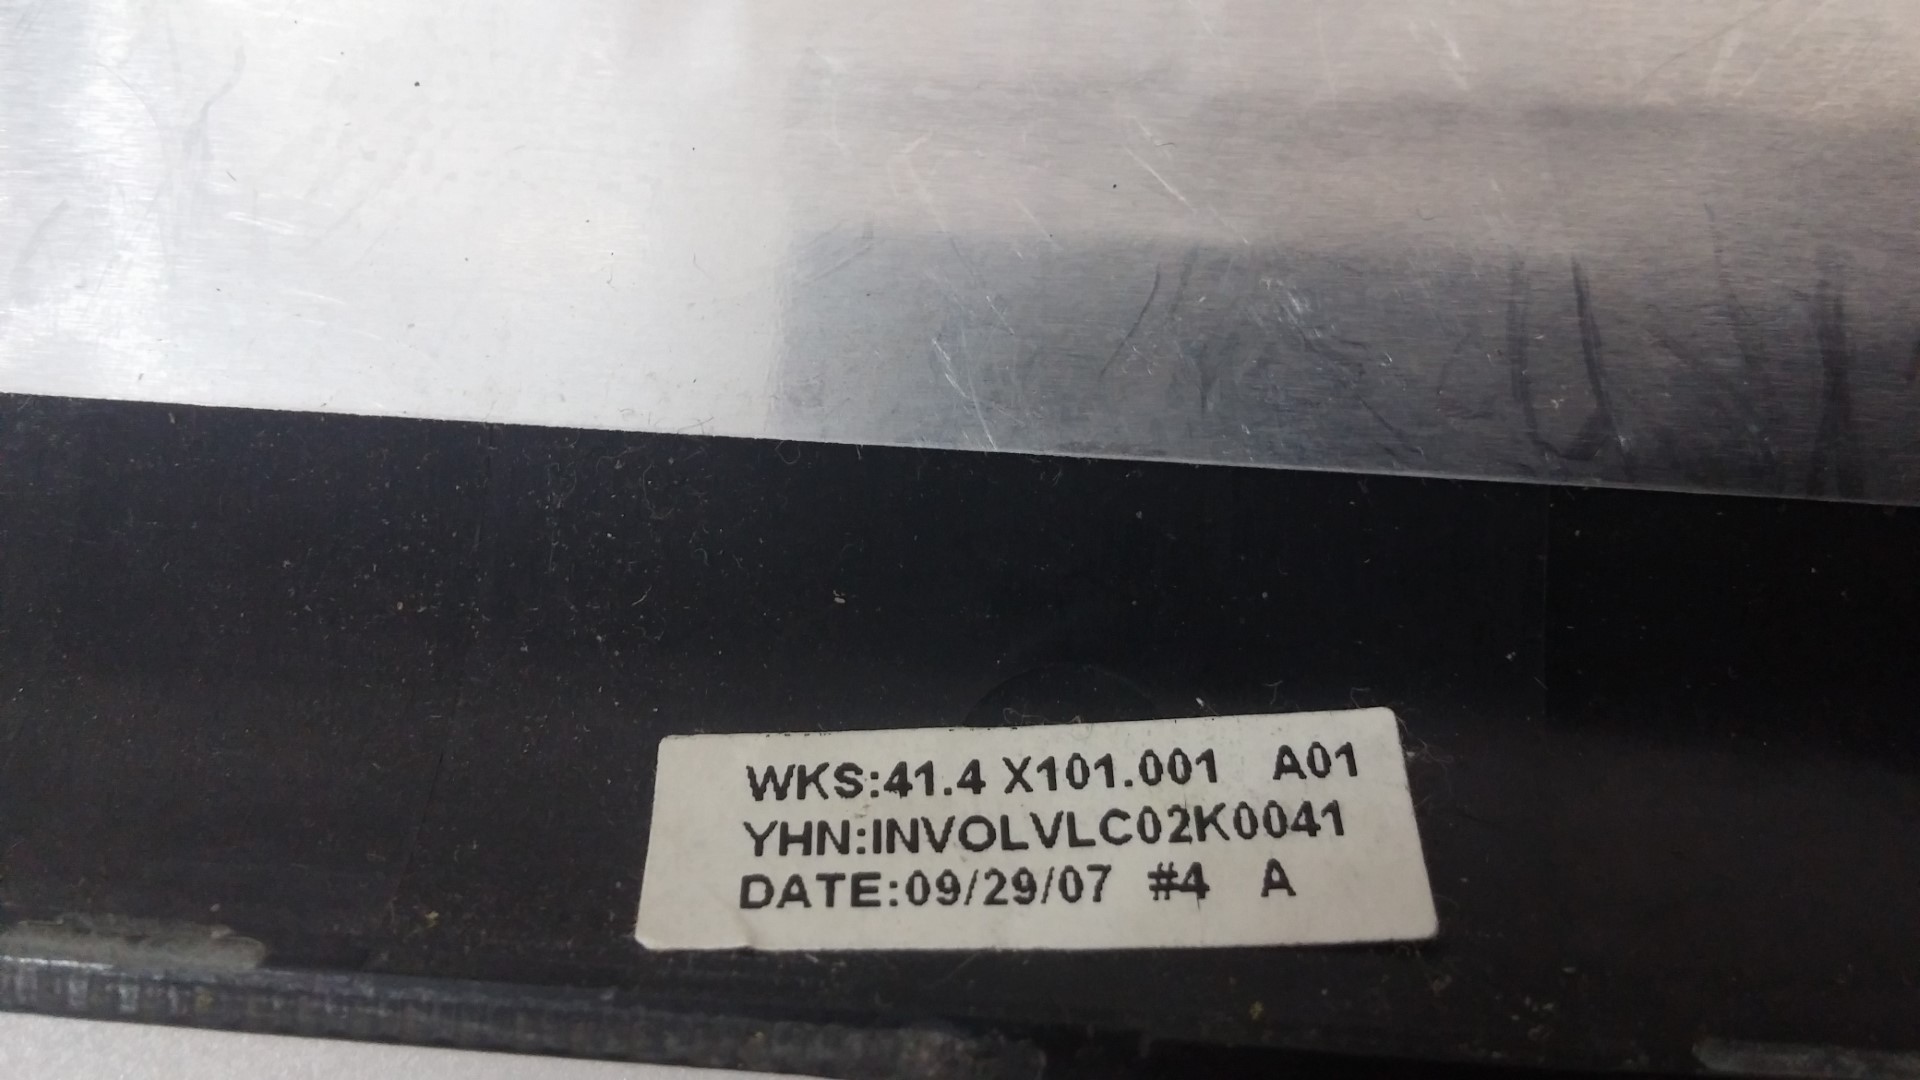 WKS:41.4 X101.001 A01
YHN:INVOLVLC02K0041
DATE:09/29/07 #4 A